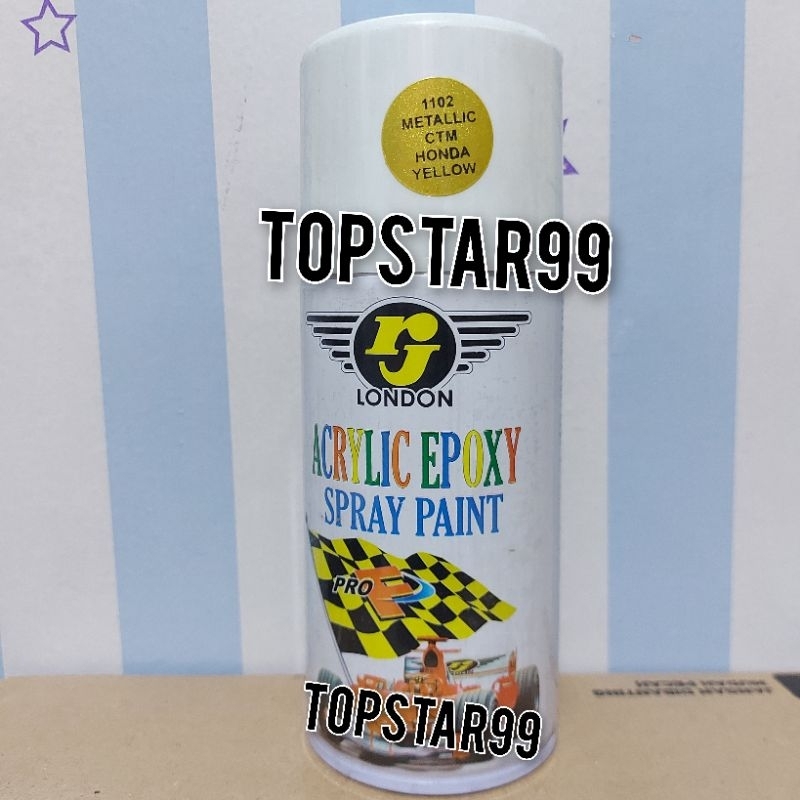 1102
METALLIC
CTM
HONDA
YELLOW
TOPSTAR99
rj
LONDON
ACRYLIC EPOXY
SPRAY PAINT
PRO E
TOPSTAR99